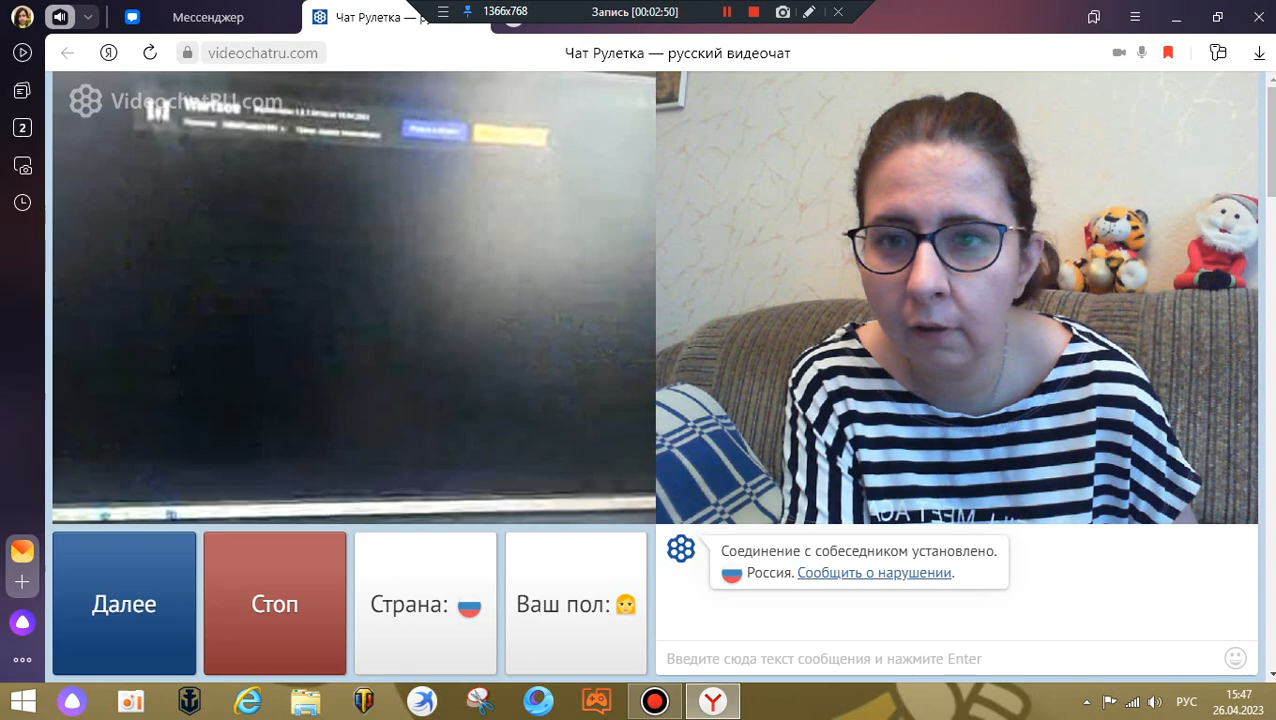 Мессенджер
Чат Рулетка — р
1366x768
Запись [00:02:50]
Я
videochatru.com
Чат Рулетка — русский видеочат
2
VideochatRU.com
Соединение с собеседником установлено.
Россия. Сообщить о нарушении.
Далее
Стоп
Страна:
Ваш пол:
Введите сюда текст сообщения и нажмите Enter
РУС
15:47
26.04.2023